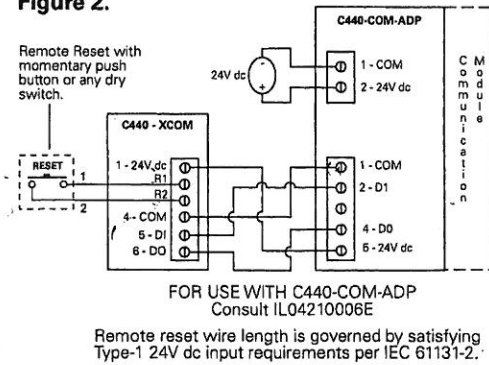 Figure 2.
Remote Reset with
momentary push
button or any dry
switch.
RESET
1
2
C440 - XCOM
1 - 24V dc
R1
R2
4 - COM
5 - DI
6 - DO
24V dc
-
+
C440-COM-ADP
1 - COM
2 - 24V dc
1 - COM
2 - D1
4 - D0
5 - 24V dc
Communication
Module
FOR USE WITH C440-COM-ADP
Consult IL04210006E
Remote reset wire length is governed by satisfying
Type-1 24V dc input requirements per IEC 61131-2.